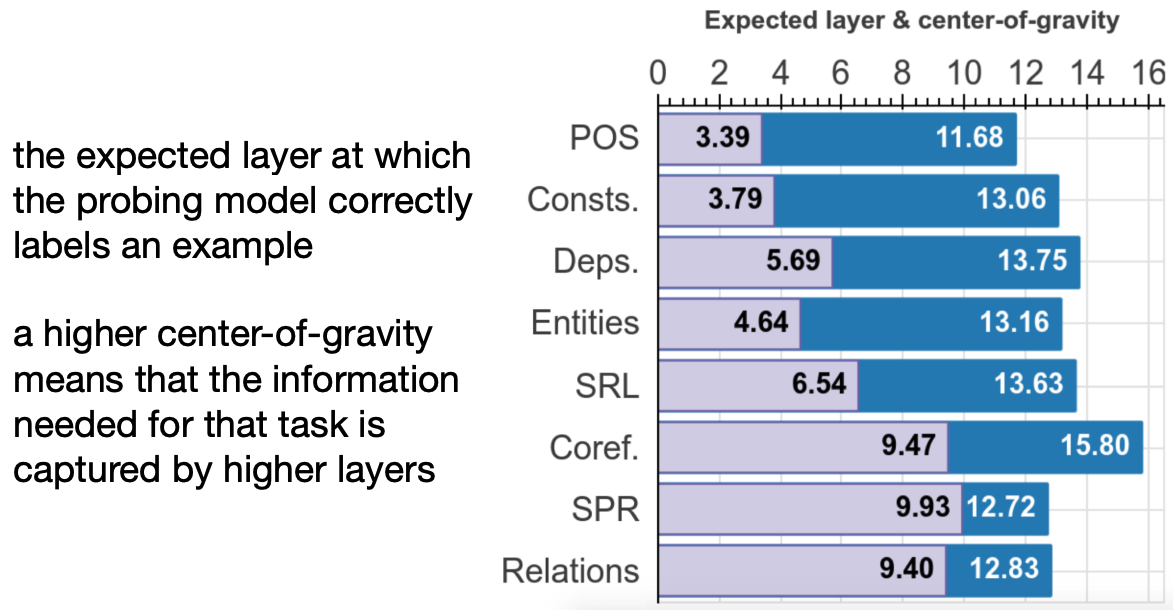 Expected layer & center-of-gravity
0 2 4 6 8 10 12 14 16
the expected layer at which
the probing model correctly
labels an example
a higher center-of-gravity
means that the information
needed for that task is
captured by higher layers
POS 3.39 11.68
Consts. 3.79 13.06
Deps. 5.69 13.75
Entities 4.64 13.16
SRL 6.54 13.63
Coref. 9.47 15.80
SPR 9.93 12.72
Relations 9.40 12.83